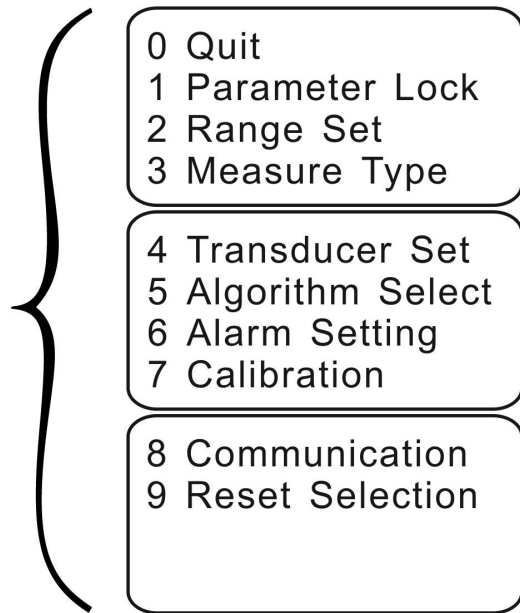 0 Quit
1 Parameter Lock
2 Range Set
3 Measure Type
4 Transducer Set
5 Algorithm Select
6 Alarm Setting
7 Calibration
8 Communication
9 Reset Selection